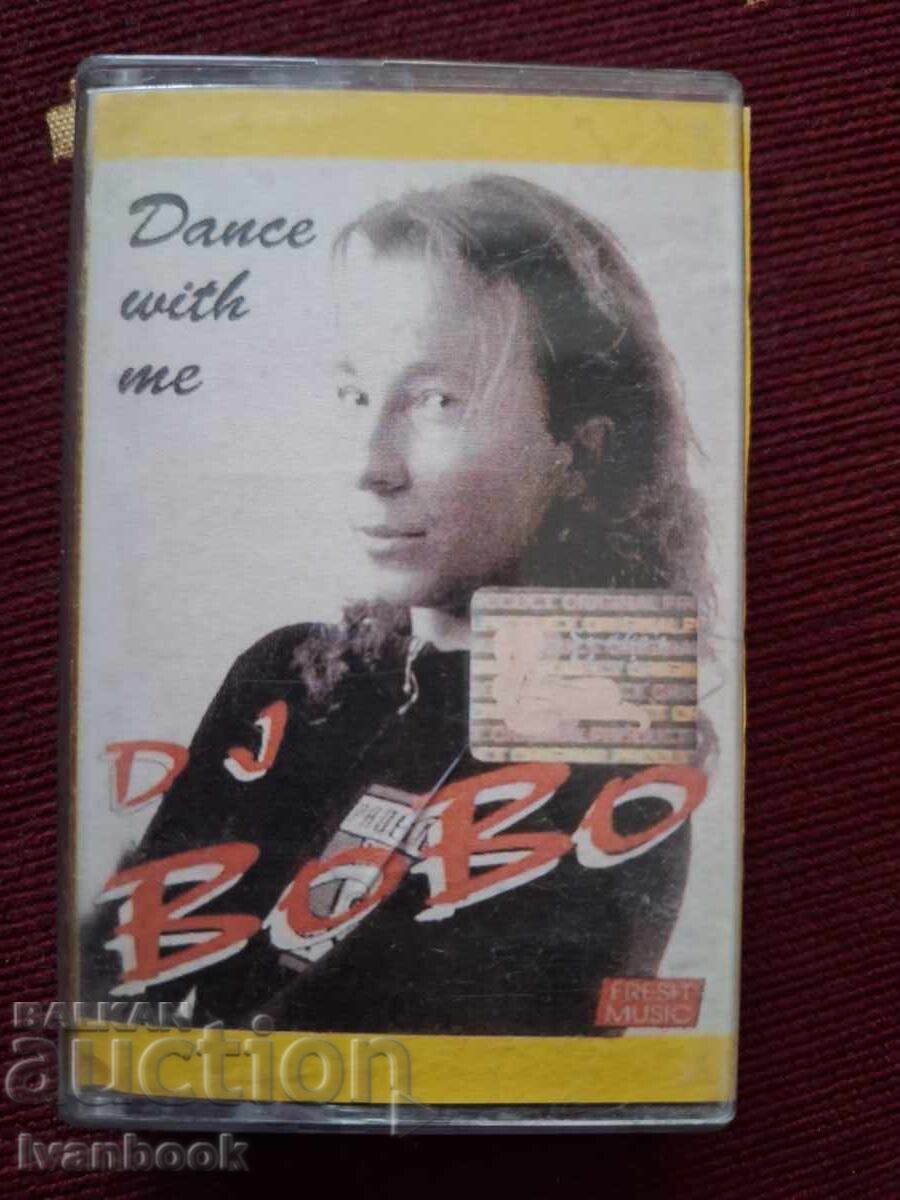 Dance
with
me
DJ
BoBo
FRESH
MUSIC
BALKAN
auction
Ivanbook